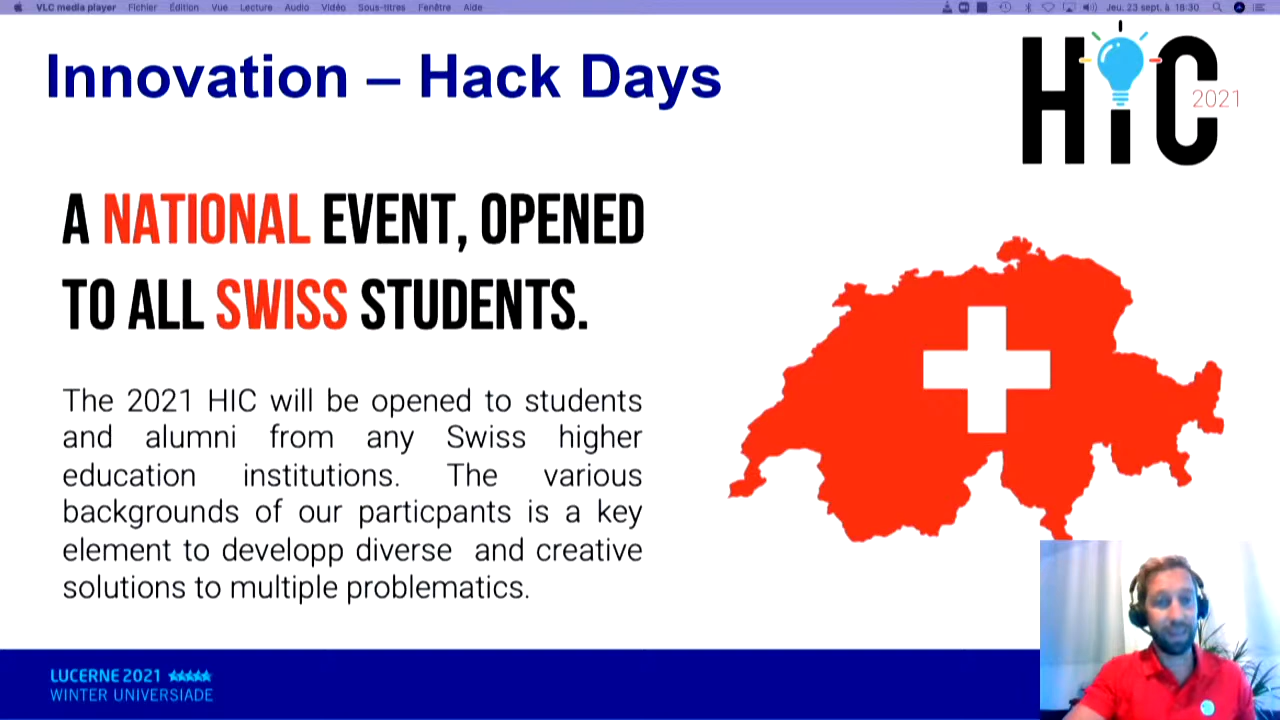 VLC media player Fichier Édition Vue Lecture Audio Vidéo Sous-titres Fenêtre Aide Jeu. 23 sept. à 18:30
Innovation – Hack Days
HiC
2021
A NATIONAL EVENT, OPENED
TO ALL SWISS STUDENTS.
The 2021 HIC will be opened to students
and alumni from any Swiss higher
education institutions. The various
backgrounds of our particpants is a key
element to developp diverse and creative
solutions to multiple problematics.
LUCERNE 2021
WINTER UNIVERSIADE